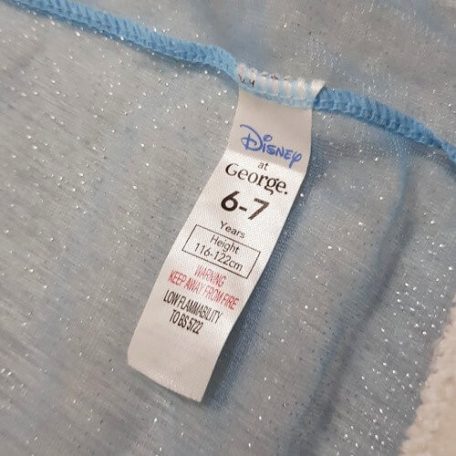 Disney
at
George.
6-7
Years
Height
116-122cm
WARNING
KEEP AWAY FROM FIRE
LOW FLAMMABILITY
TO BS 5722